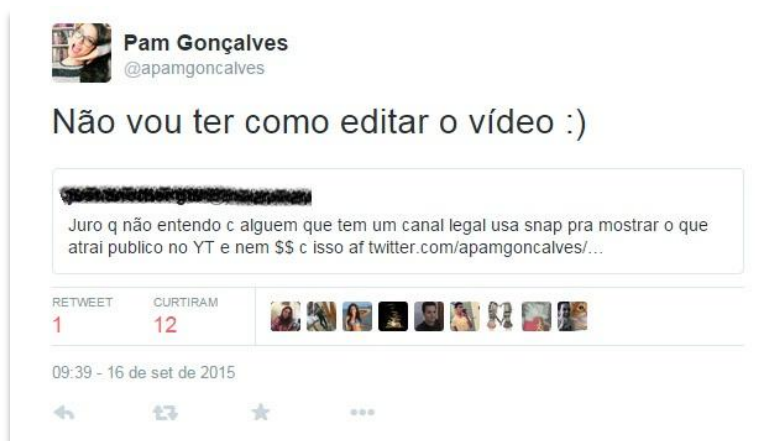 Pam Gonçalves
@apamgoncalves
Não vou ter como editar o vídeo :)
Juro q não entendo c alguem que tem um canal legal usa snap pra mostrar o que
atrai publico no YT e nem $$ c isso af twitter.com/apamgoncalves/...
RETWEET CURTIRAM
1 12
09:39 - 16 de set de 2015